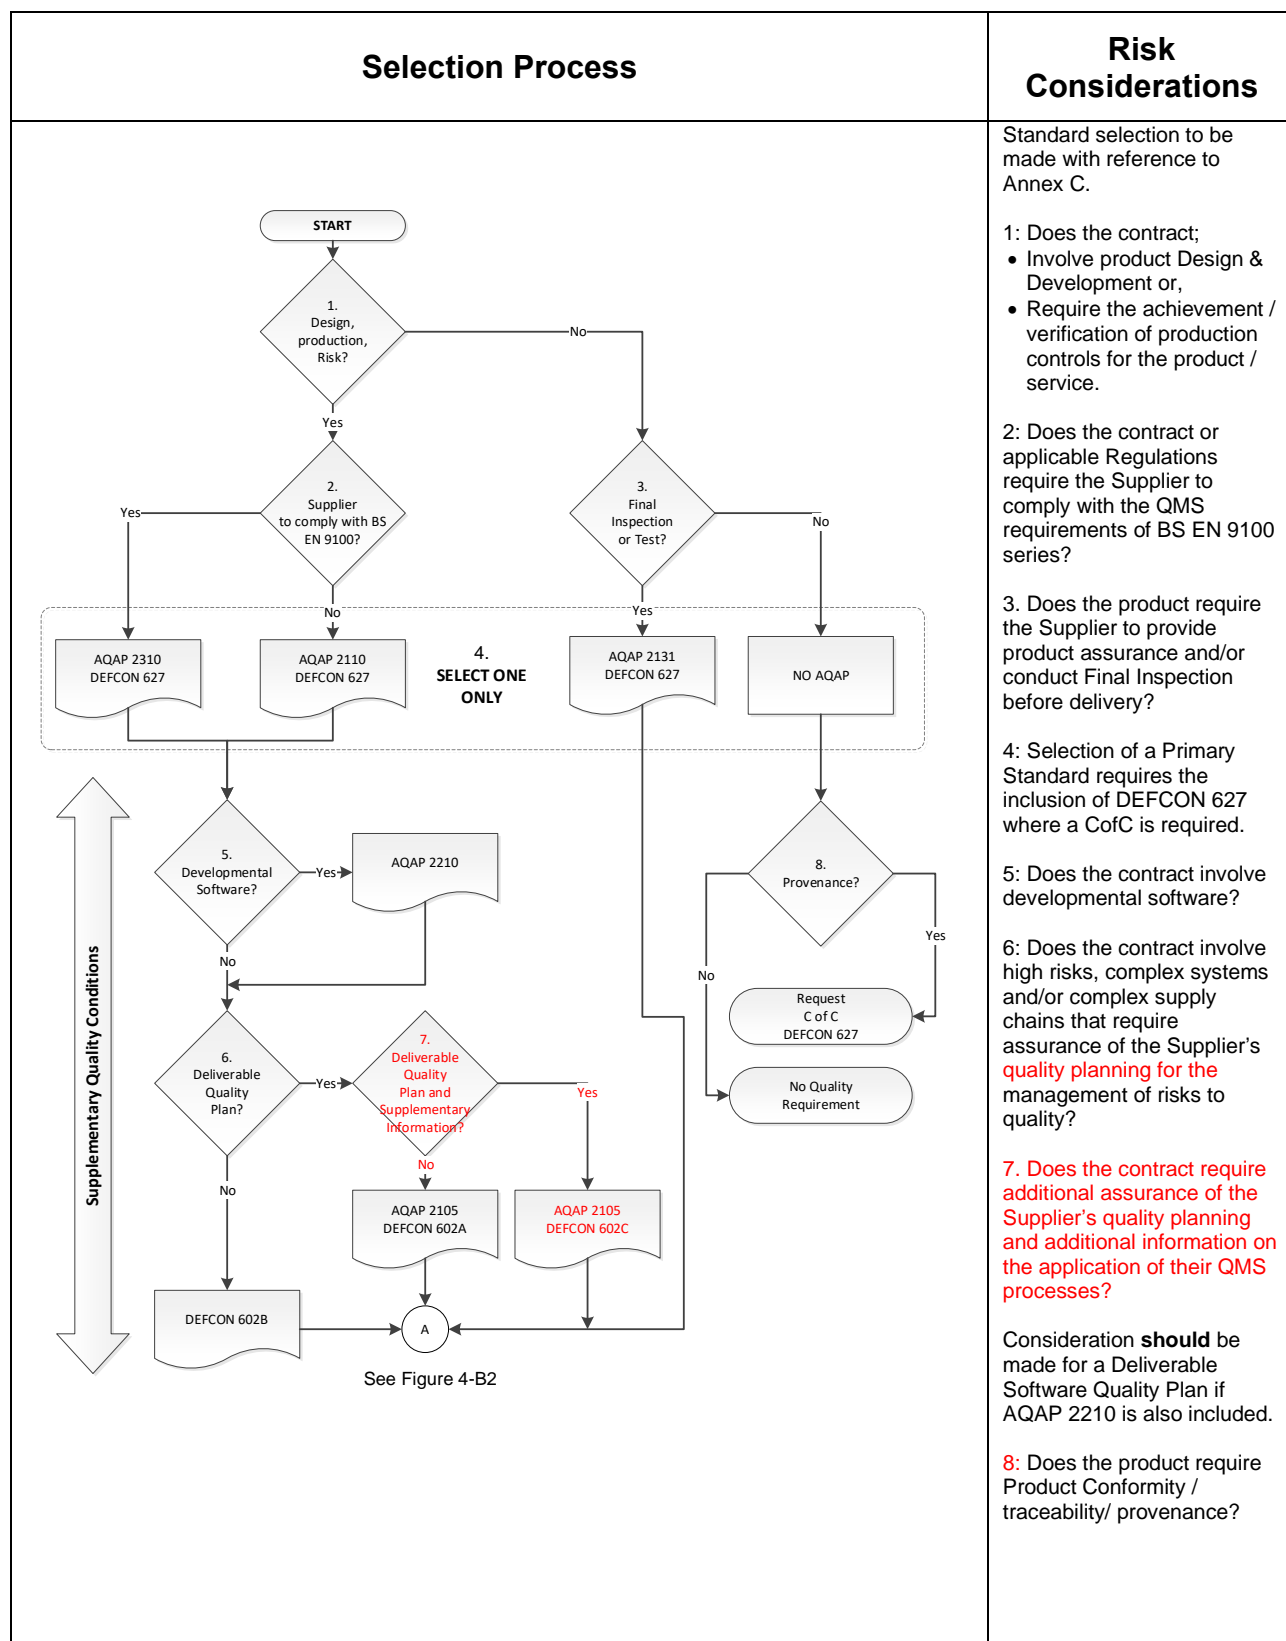 Selection Process
Risk
Considerations
START
1.
Design,
production,
Risk?
No
Yes
2.
Supplier
to comply with BS
EN 9100?
Yes
No
3.
Final
Inspection
or Test?
No
Yes
AQAP 2310
DEFCON 627
AQAP 2110
DEFCON 627
4.
SELECT ONE
ONLY
AQAP 2131
DEFCON 627
NO AQAP
Supplementary Quality Conditions
5.
Developmental
Software?
Yes
AQAP 2210
No
8.
Provenance?
Yes
No
Request
C of C
DEFCON 627
No Quality
Requirement
6.
Deliverable
Quality
Plan?
Yes
7.
Deliverable
Quality
Plan and
Supplementary
Information?
Yes
No
No
AQAP 2105
DEFCON 602A
AQAP 2105
DEFCON 602C
DEFCON 602B
A
See Figure 4-B2
Standard selection to be
made with reference to
Annex C.
1: Does the contract;
• Involve product Design &
Development or,
• Require the achievement /
verification of production
controls for the product /
service.
2: Does the contract or
applicable Regulations
require the Supplier to
comply with the QMS
requirements of BS EN 9100
series?
3. Does the product require
the Supplier to provide
product assurance and/or
conduct Final Inspection
before delivery?
4: Selection of a Primary
Standard requires the
inclusion of DEFCON 627
where a CofC is required.
5: Does the contract involve
developmental software?
6: Does the contract involve
high risks, complex systems
and/or complex supply
chains that require
assurance of the Supplier’s
quality planning for the
management of risks to
quality?
7. Does the contract require
additional assurance of the
Supplier’s quality planning
and additional information on
the application of their QMS
processes?
Consideration should be
made for a Deliverable
Software Quality Plan if
AQAP 2210 is also included.
8: Does the product require
Product Conformity /
traceability/ provenance?